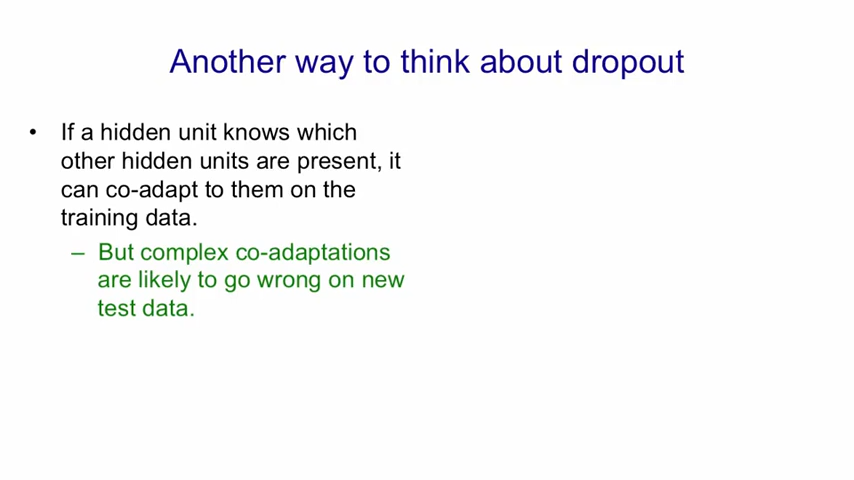 Another way to think about dropout
• If a hidden unit knows which
other hidden units are present, it
can co-adapt to them on the
training data.
– But complex co-adaptations
are likely to go wrong on new
test data.